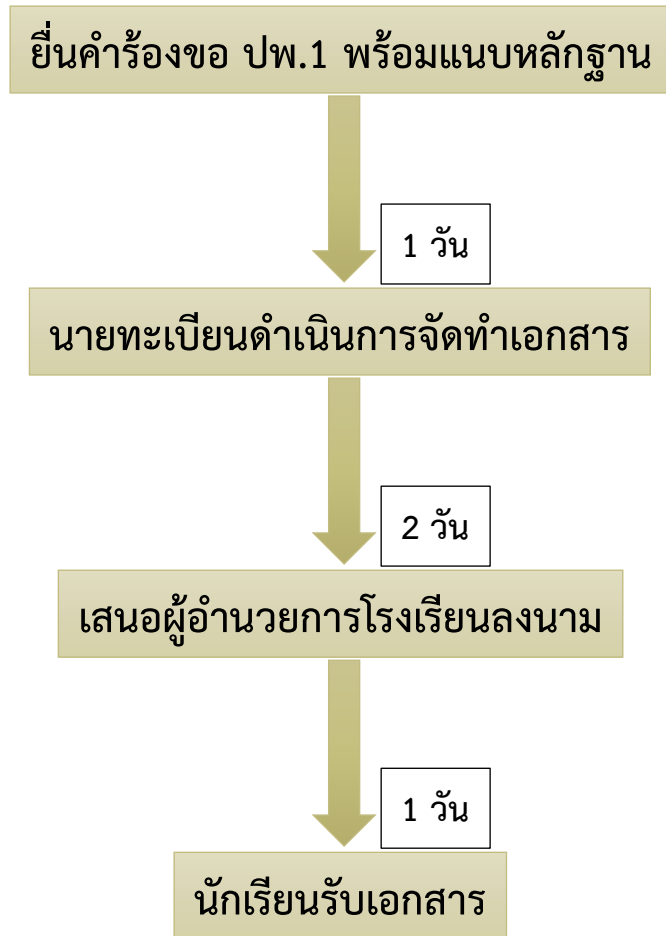 ยื่นคำร้องขอ ปพ.1 พร้อมแนบหลักฐาน
1 วัน
นายทะเบียนดำเนินการจัดทำเอกสาร
2 วัน
เสนอผู้อำนวยการโรงเรียนลงนาม
1 วัน
นักเรียนรับเอกสาร